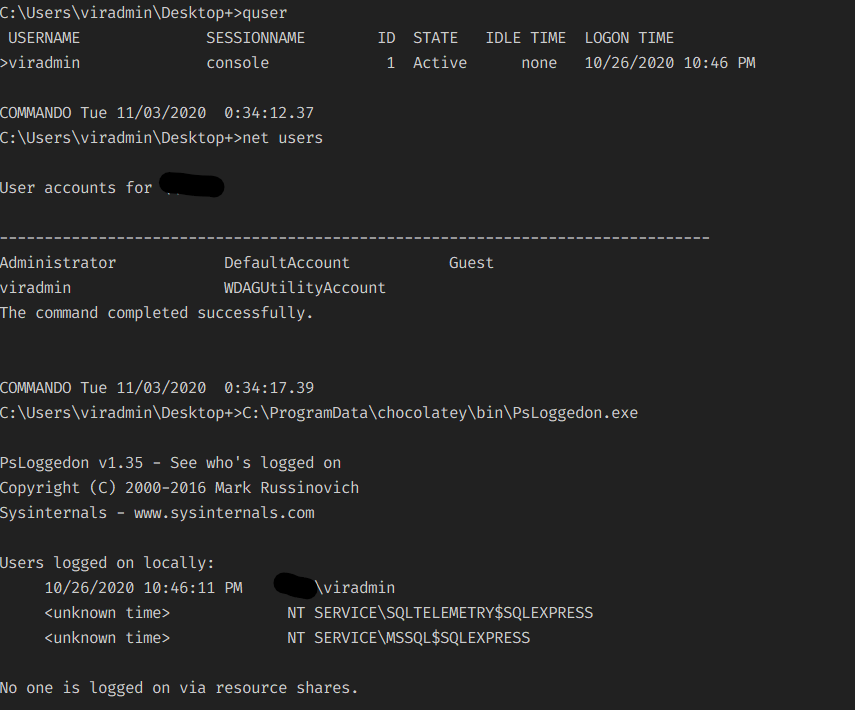 C:\Users\viradmin\Desktop+>quser
USERNAME SESSIONNAME ID STATE IDLE TIME LOGON TIME
>viradmin console 1 Active none 10/26/2020 10:46 PM
COMMANDO Tue 11/03/2020 0:34:12.37
C:\Users\viradmin\Desktop+>net users
User accounts for
-------------------------------------------------------------------------------
Administrator DefaultAccount Guest
viradmin WDAGUtilityAccount
The command completed successfully.
COMMANDO Tue 11/03/2020 0:34:17.39
C:\Users\viradmin\Desktop+>C:\ProgramData\chocolatey\bin\PsLoggedon.exe
PsLoggedon v1.35 - See who's logged on
Copyright (C) 2000-2016 Mark Russinovich
Sysinternals - www.sysinternals.com
Users logged on locally:
10/26/2020 10:46:11 PM \viradmin
<unknown time> NT SERVICE\SQLTELEMETRY$SQLEXPRESS
<unknown time> NT SERVICE\MSSQL$SQLEXPRESS
No one is logged on via resource shares.